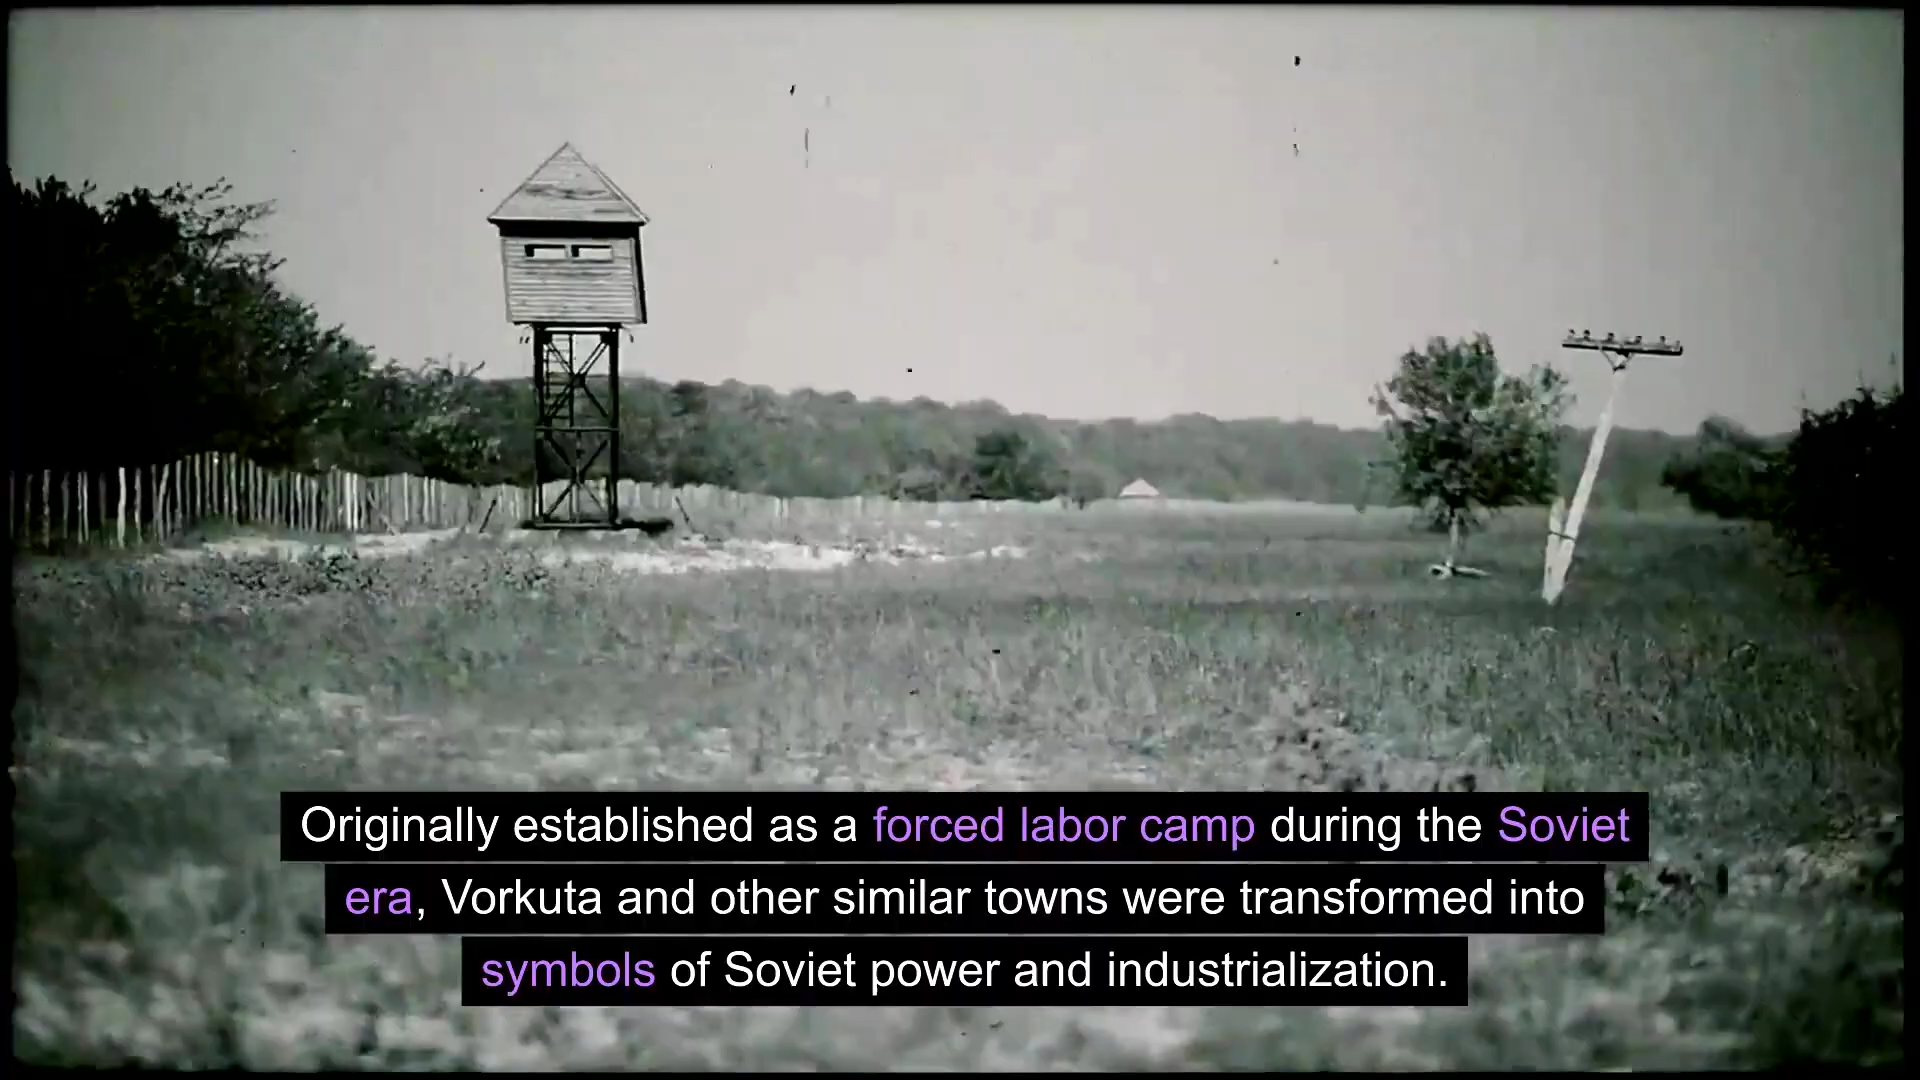 Originally established as a forced labor camp during the Soviet
era, Vorkuta and other similar towns were transformed into
symbols of Soviet power and industrialization.